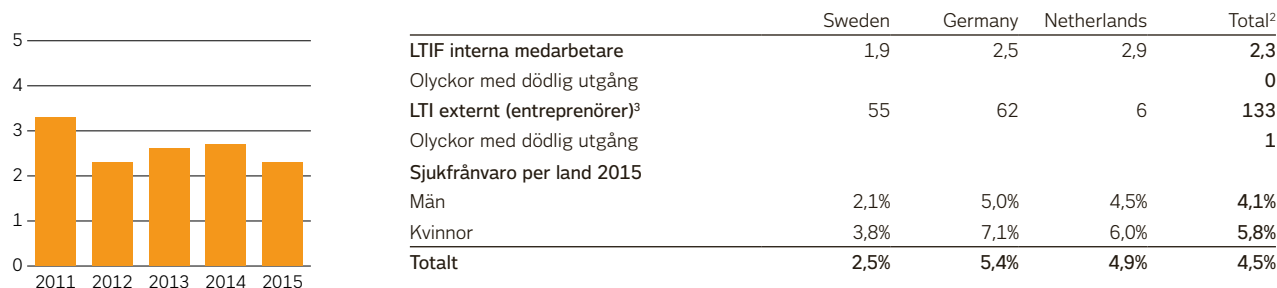 5
4
3
2
1
0
2011 2012 2013 2014 2015
Sweden Germany Netherlands Total²
LTIF interna medarbetare 1,9 2,5 2,9 2,3
Olyckor med dödlig utgång 0
LTI externt (entreprenörer)³ 55 62 6 133
Olyckor med dödlig utgång 1
Sjukfrånvaro per land 2015
Män 2,1% 5,0% 4,5% 4,1%
Kvinnor 3,8% 7,1% 6,0% 5,8%
Totalt 2,5% 5,4% 4,9% 4,5%